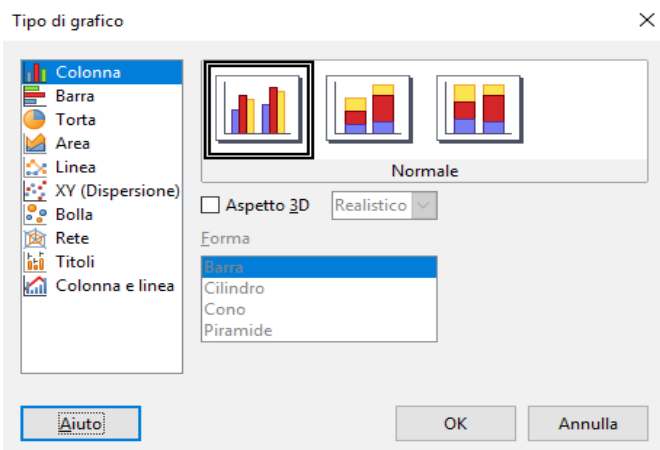 Tipo di grafico
Colonna
Barra
Torta
Area
Linea
XY (Dispersione)
Bolla
Rete
Titoli
Colonna e linea
Normale
Aspetto 3D
Realistico
Forma
Barra
Cilindro
Cono
Piramide
Aiuto
OK
Annulla